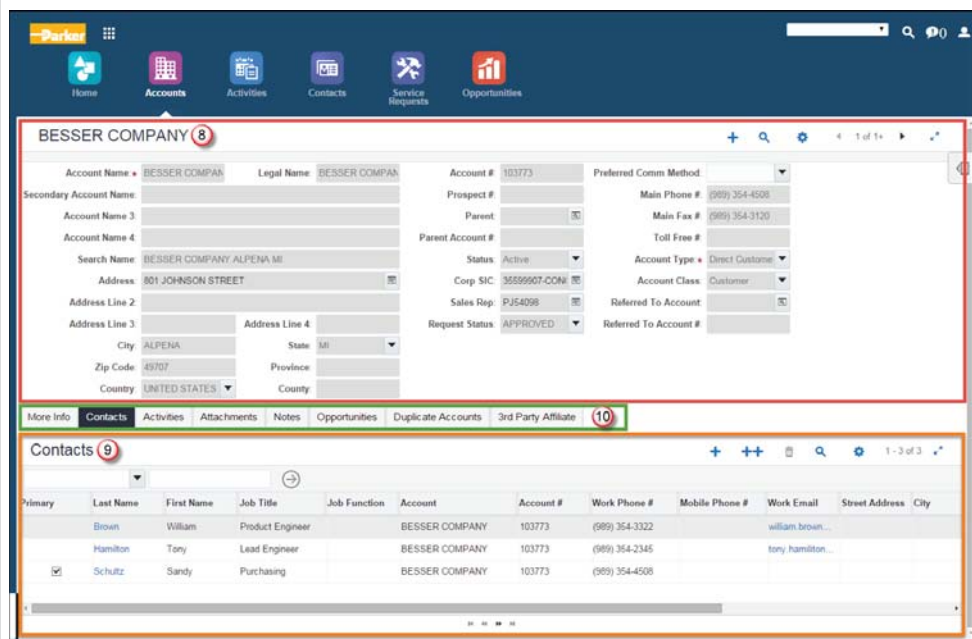 Parker
0
Home Accounts Activities Contacts Service Requests Opportunities
BESSER COMPANY 8
1 of 1+
Account Name BESSER COMPAN Legal Name: BESSER COMPAN Account # 103773 Preferred Comm Method:
Secondary Account Name: Prospect #: Main Phone #: (989) 354-4508
Account Name 3: Parent: Main Fax #: (989) 354-3120
Account Name 4: Parent Account #: Toll Free #:
Search Name: BESSER COMPANY ALPENA MI Status: Active Account Type Direct Custome
Address: 801 JOHNSON STREET Corp SIC: 35599907-CON Account Class: Customer
Address Line 2: Sales Rep: PJ54098 Referred To Account:
Address Line 3: Address Line 4: Request Status: APPROVED Referred To Account #:
City: ALPENA State: MI
Zip Code: 49707 Province:
Country: UNITED STATES County:
More Info Contacts Activities Attachments Notes Opportunities Duplicate Accounts 3rd Party Affiliate 10
Contacts 9
1 - 3 of 3
Primary Last Name First Name Job Title Job Function Account Account # Work Phone # Mobile Phone # Work Email Street Address City
Brown William Product Engineer BESSER COMPANY 103773 (989) 354-3322 william.brown...
Hamilton Tony Lead Engineer BESSER COMPANY 103773 (989) 354-2345 tony.hamilton...
Schultz Sandy Purchasing BESSER COMPANY 103773 (989) 354-4508